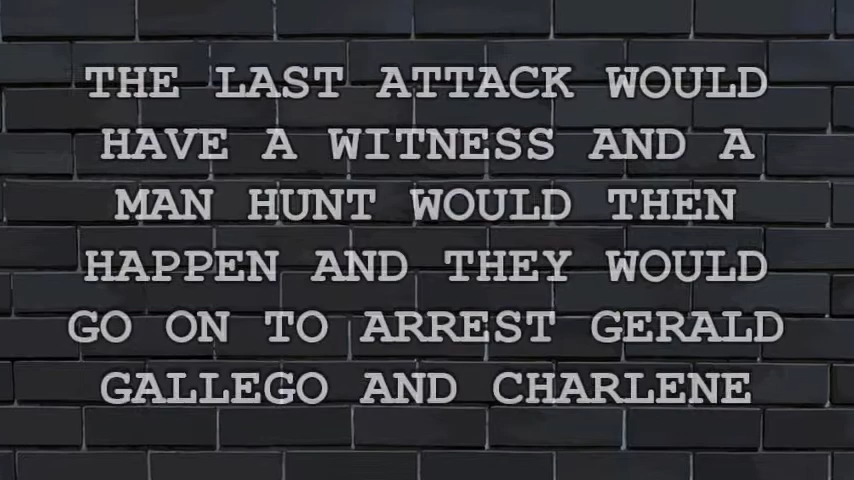 THE LAST ATTACK WOULD
HAVE A WITNESS AND A
MAN HUNT WOULD THEN
HAPPEN AND THEY WOULD
GO ON TO ARREST GERALD
GALLEGO AND CHARLENE